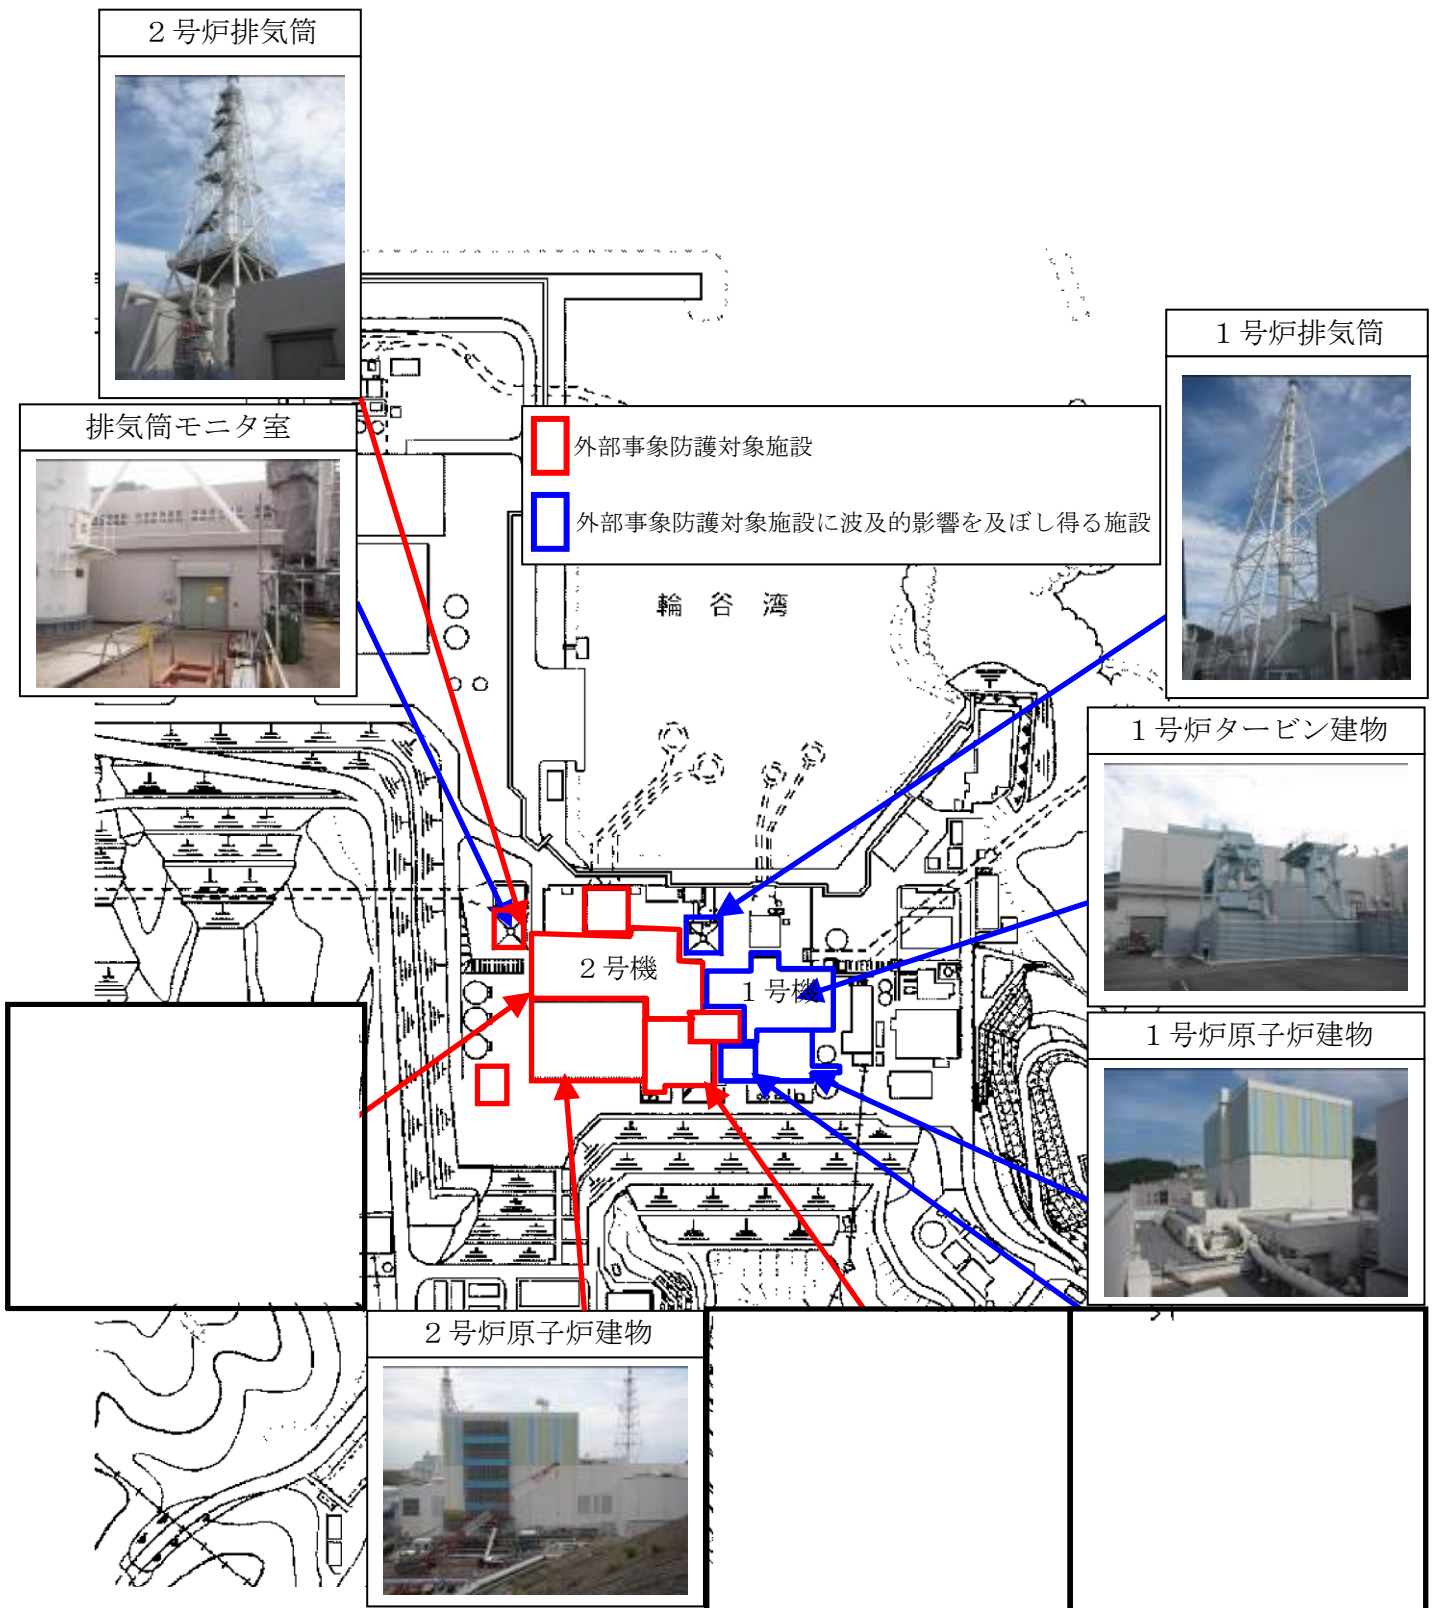 ２号炉排気筒
１号炉排気筒
排気筒モニタ室
外部事象防護対象施設
外部事象防護対象施設に波及的影響を及ぼし得る施設
輪谷湾
１号炉タービン建物
２号機
１号機
１号炉原子炉建物
２号炉原子炉建物